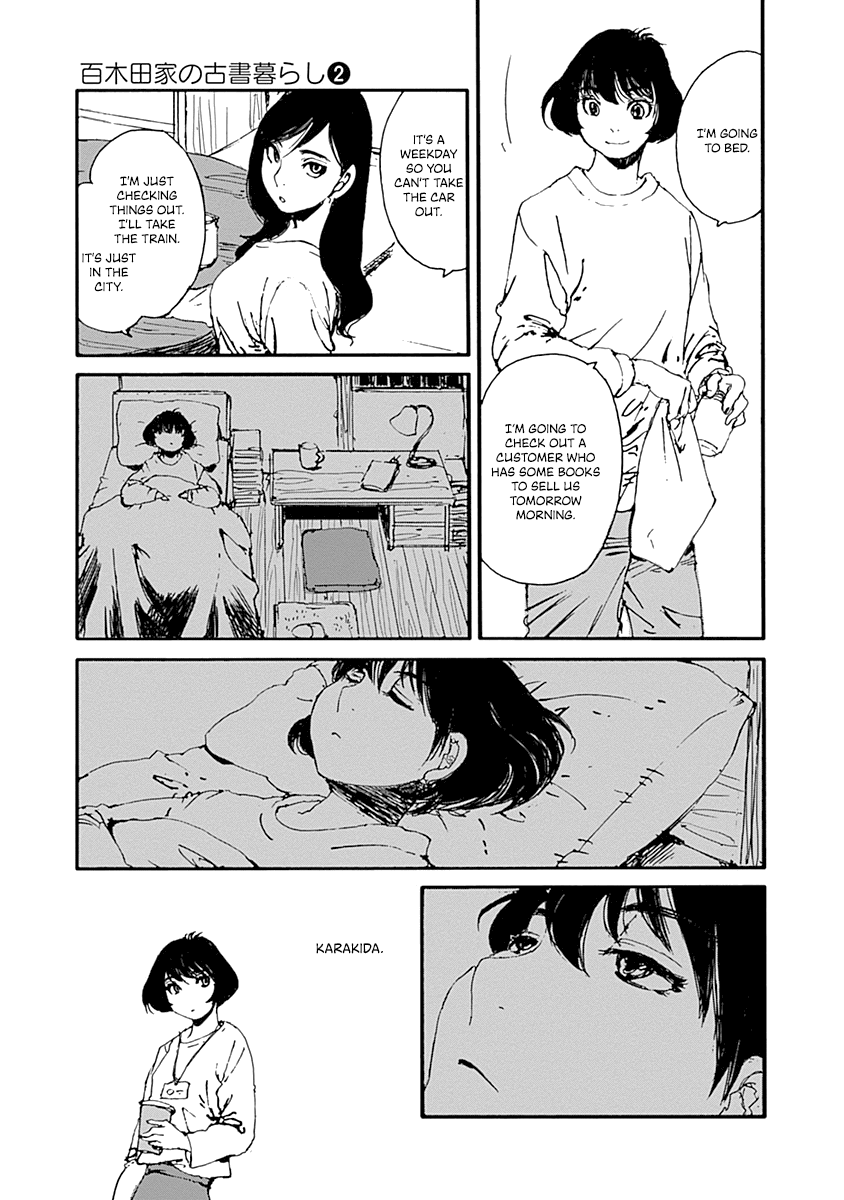 百木田家の古書暮らし❷
I'M GOING
TO BED.
I'M GOING TO
CHECK OUT A
CUSTOMER WHO
HAS SOME BOOKS
TO SELL US
TOMORROW
MORNING.
IT'S A
WEEKDAY
SO YOU
CAN'T TAKE
THE CAR
OUT.
I'M JUST
CHECKING
THINGS OUT.
I'LL TAKE
THE TRAIN.
IT'S JUST
IN THE
CITY.
KARAKIDA.